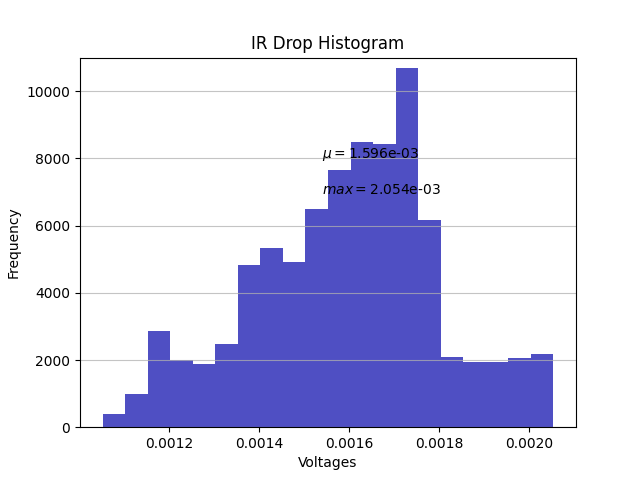 IR Drop Histogram
10000
8000
6000
4000
2000
0
Frequency
μ = 1.596e-03
max = 2.054e-03
0.0012 0.0014 0.0016 0.0018 0.0020
Voltages